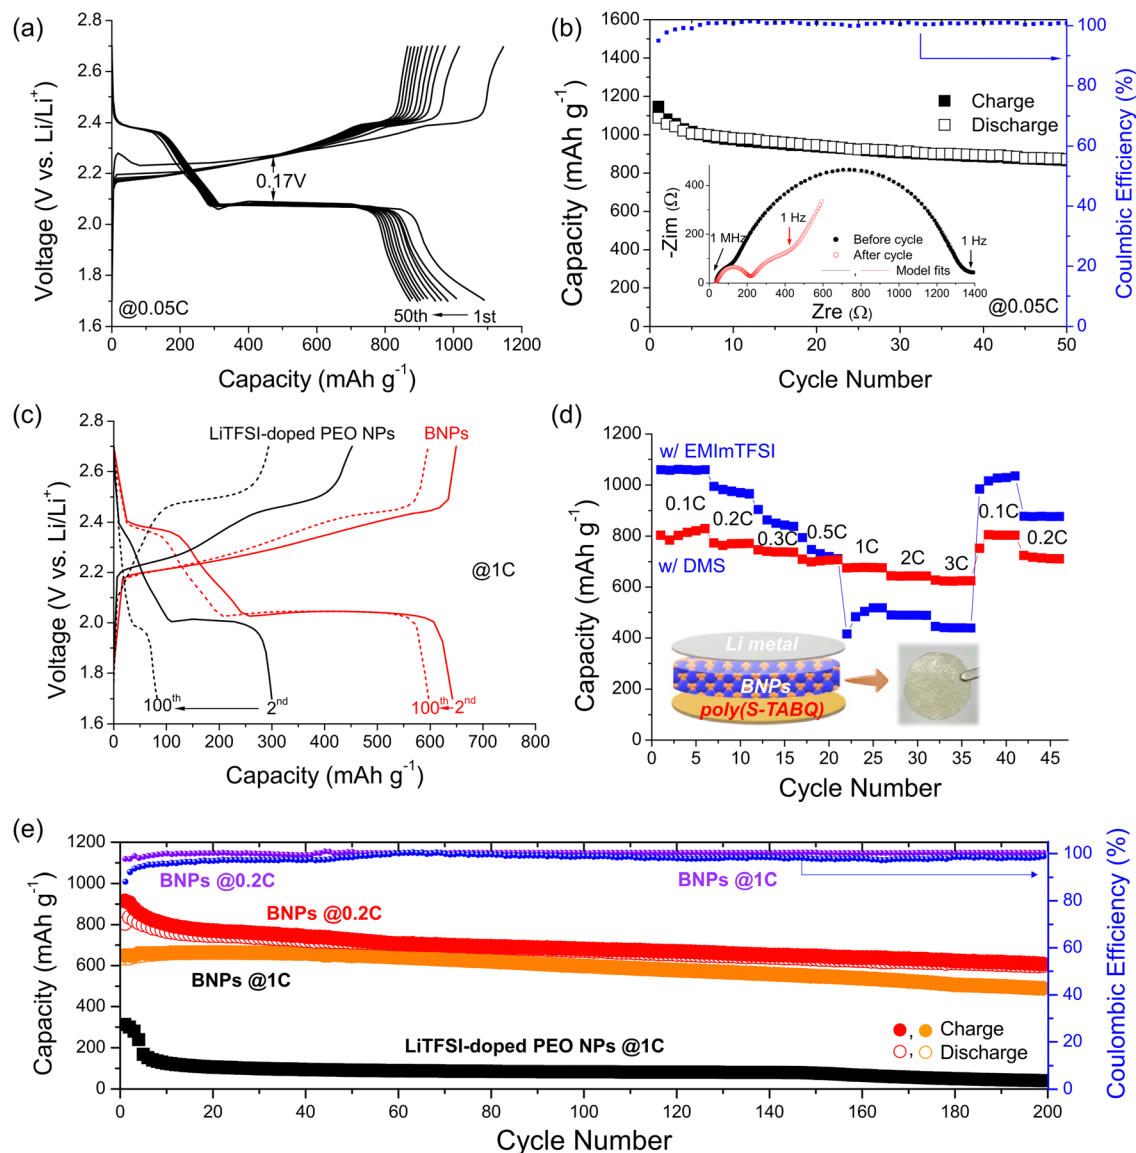 (a)
2.8
2.6
2.4
2.2
2.0
1.8
1.6
Voltage (V vs. Li/Li⁺)
0.17V
@0.05C
50th
1st
0
200
400
600
800
1000
1200
Capacity (mAh g⁻¹)
(b)
1600
1400
1200
1000
800
600
400
200
0
Capacity (mAh g⁻¹)
100
80
60
40
20
0
Coulmbic Efficiency (%)
Charge
Discharge
400
200
0
-Zim (Ω)
1 MHz
1 Hz
1 Hz
Before cycle
After cycle
, Model fits
0
200
400
600
800
1000
1200
1400
Zre (Ω)
@0.05C
0
10
20
30
40
50
Cycle Number
(c)
2.8
2.6
2.4
2.2
2.0
1.8
1.6
Voltage (V vs. Li/Li⁺)
LiTFSI-doped PEO NPs
BNPs
@1C
100ᵗʰ
2ⁿᵈ
100ᵗʰ
2ⁿᵈ
0
100
200
300
400
500
600
700
800
Capacity (mAh g⁻¹)
(d)
1200
1000
800
600
400
200
0
Capacity (mAh g⁻¹)
w/ EMImTFSI
0.1C
0.2C
0.3C
0.5C
1C
2C
3C
0.1C
0.2C
w/ DMS
Li metal
BNPs
poly(S-TABQ)
0
5
10
15
20
25
30
35
40
45
Cycle Number
(e)
1200
1000
800
600
400
200
0
Capacity (mAh g⁻¹)
100
80
60
40
20
0
Coulombic Efficiency (%)
BNPs @0.2C
BNPs @1C
BNPs @0.2C
BNPs @1C
LiTFSI-doped PEO NPs @1C
, Charge
, Discharge
0
20
40
60
80
100
120
140
160
180
200
Cycle Number